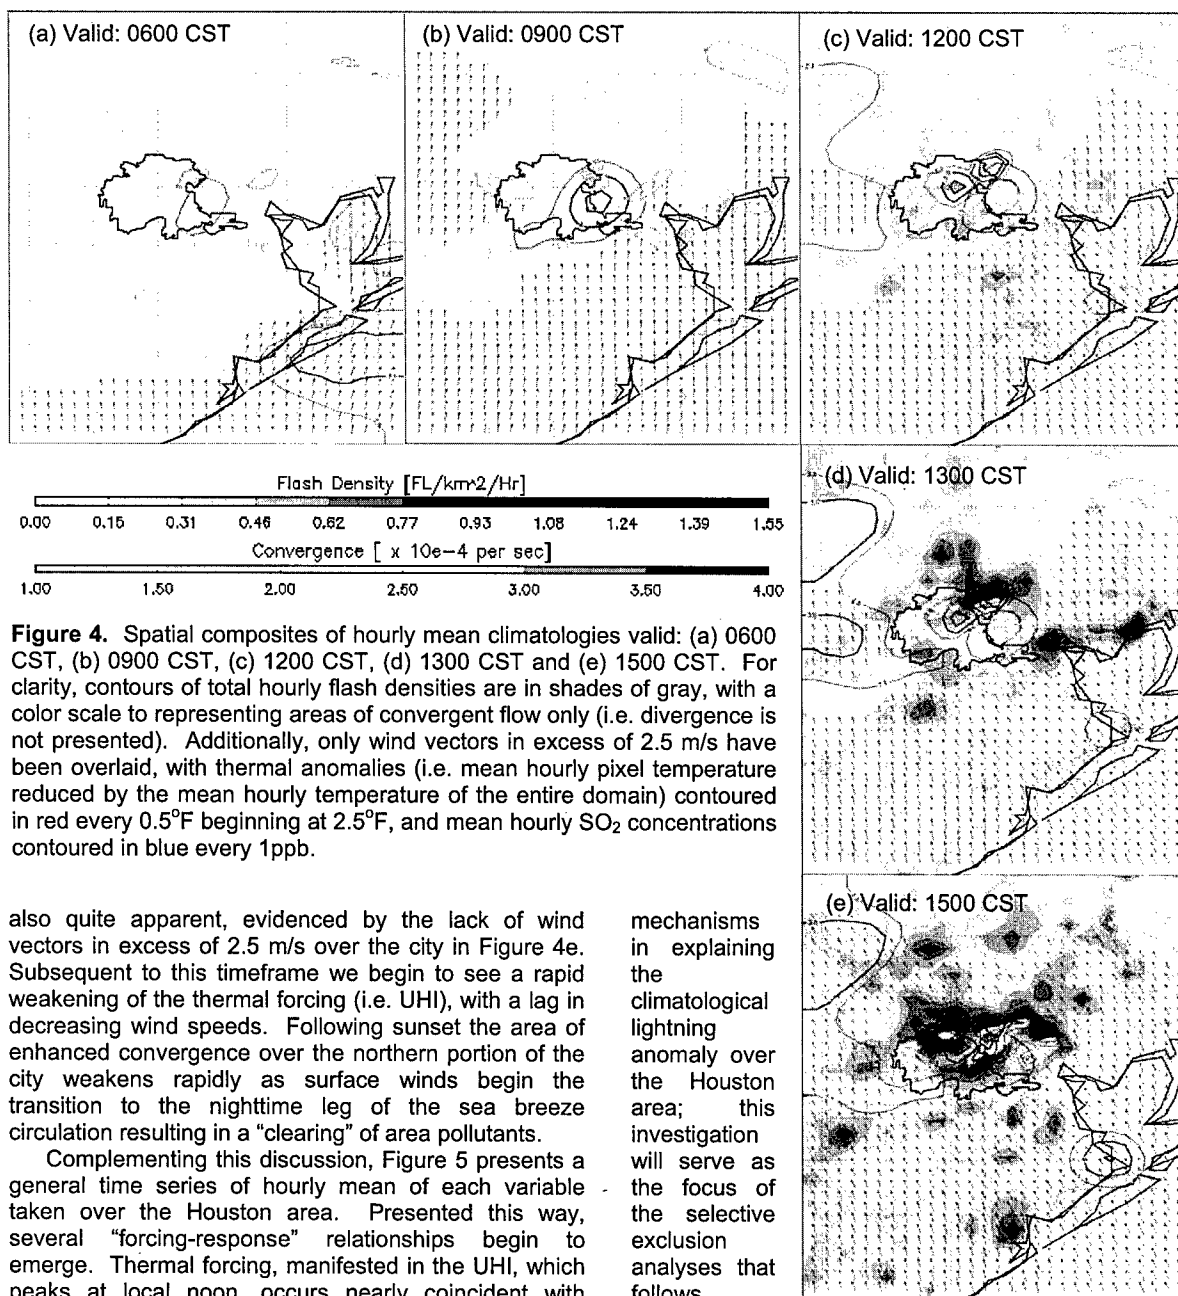 (a) Valid: 0600 CST
(b) Valid: 0900 CST
(c) Valid: 1200 CST
Flash Density [FL/km^2/Hr]
0.00 0.15 0.31 0.46 0.62 0.77 0.93 1.08 1.24 1.39 1.55
Convergence [ x 10e-4 per sec]
1.00 1.50 2.00 2.50 3.00 3.50 4.00
(d) Valid: 1300 CST
Figure 4. Spatial composites of hourly mean climatologies valid: (a) 0600
CST, (b) 0900 CST, (c) 1200 CST, (d) 1300 CST and (e) 1500 CST. For
clarity, contours of total hourly flash densities are in shades of gray, with a
color scale to representing areas of convergent flow only (i.e. divergence is
not presented). Additionally, only wind vectors in excess of 2.5 m/s have
been overlaid, with thermal anomalies (i.e. mean hourly pixel temperature
reduced by the mean hourly temperature of the entire domain) contoured
in red every 0.5°F beginning at 2.5°F, and mean hourly SO2 concentrations
contoured in blue every 1ppb.
(e) Valid: 1500 CST
also quite apparent, evidenced by the lack of wind
vectors in excess of 2.5 m/s over the city in Figure 4e.
Subsequent to this timeframe we begin to see a rapid
weakening of the thermal forcing (i.e. UHI), with a lag in
decreasing wind speeds. Following sunset the area of
enhanced convergence over the northern portion of the
city weakens rapidly as surface winds begin the
transition to the nighttime leg of the sea breeze
circulation resulting in a "clearing" of area pollutants.
Complementing this discussion, Figure 5 presents a
general time series of hourly mean of each variable
taken over the Houston area. Presented this way,
several "forcing-response" relationships begin to
emerge. Thermal forcing, manifested in the UHI, which
peaks at local noon, occurs nearly coincident with
mechanisms
in explaining
the
climatological
lightning
anomaly over
the Houston
area; this
investigation
will serve as
the focus of
the selective
exclusion
analyses that
follows